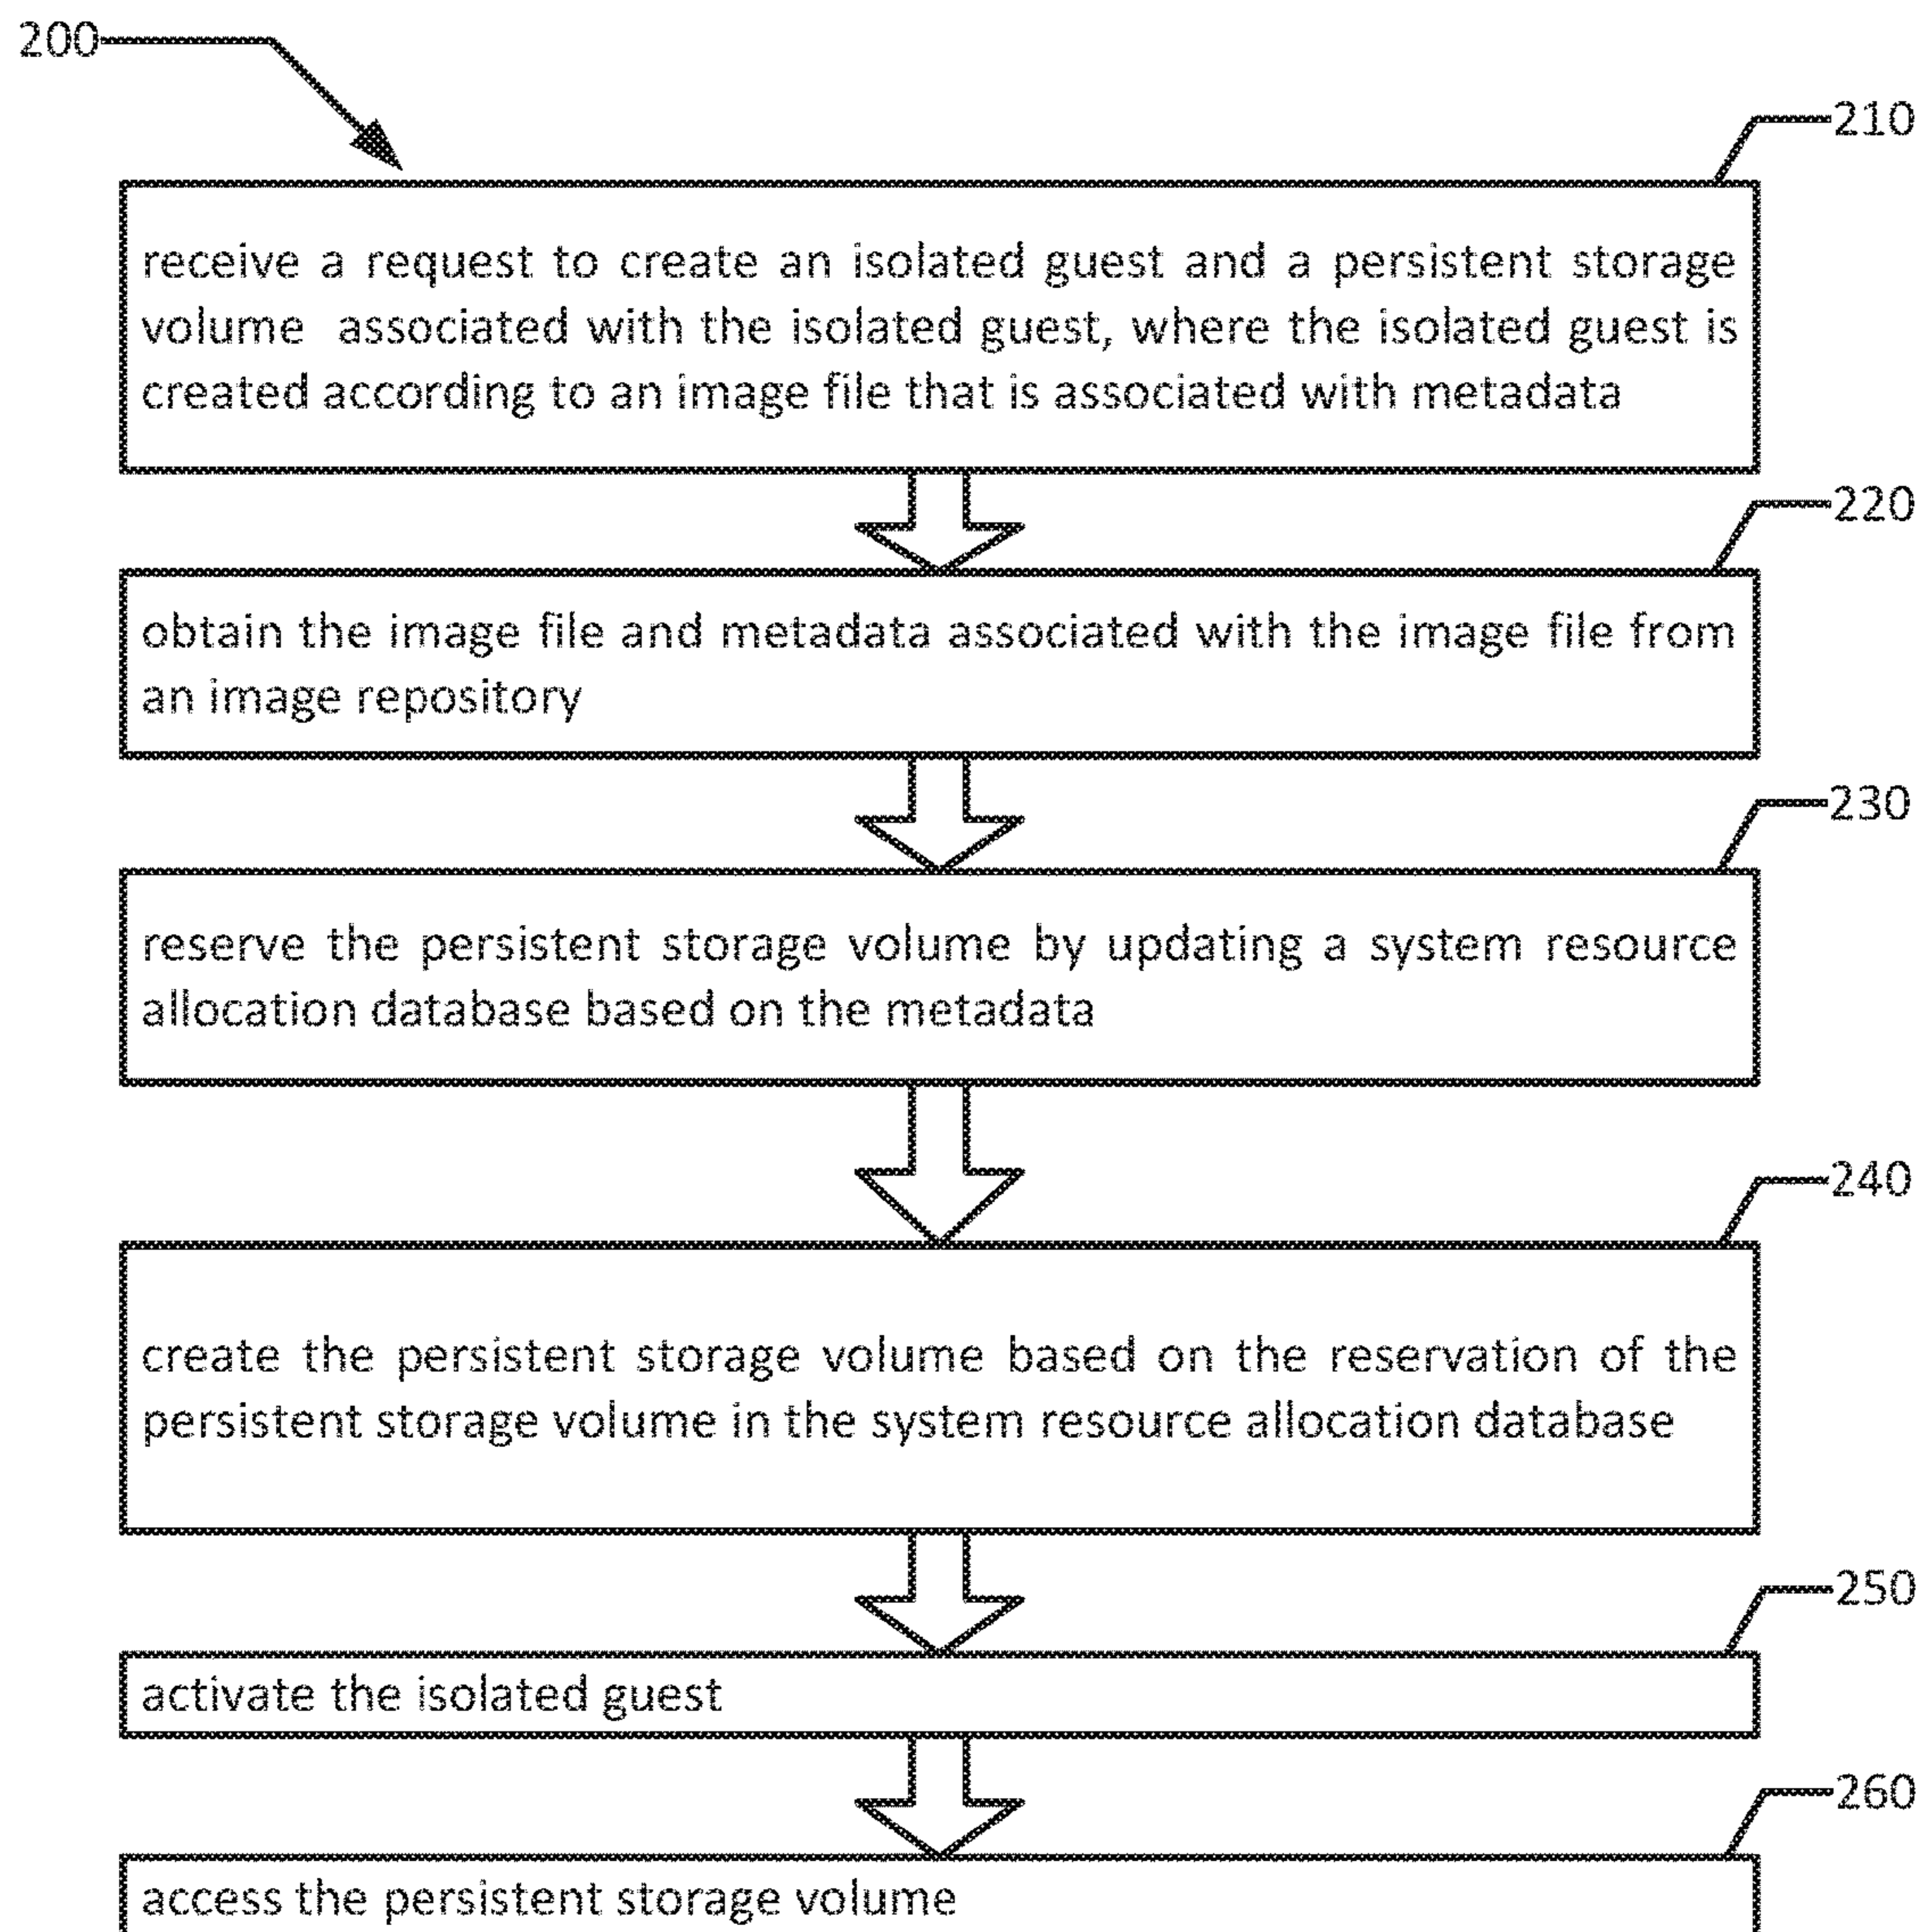 200
210
receive a request to create an isolated guest and a persistent storage
volume associated with the isolated guest, where the isolated guest is
created according to an image file that is associated with metadata
220
obtain the image file and metadata associated with the image file from
an image repository
230
reserve the persistent storage volume by updating a system resource
allocation database based on the metadata
240
create the persistent storage volume based on the reservation of the
persistent storage volume in the system resource allocation database
250
activate the isolated guest
260
access the persistent storage volume